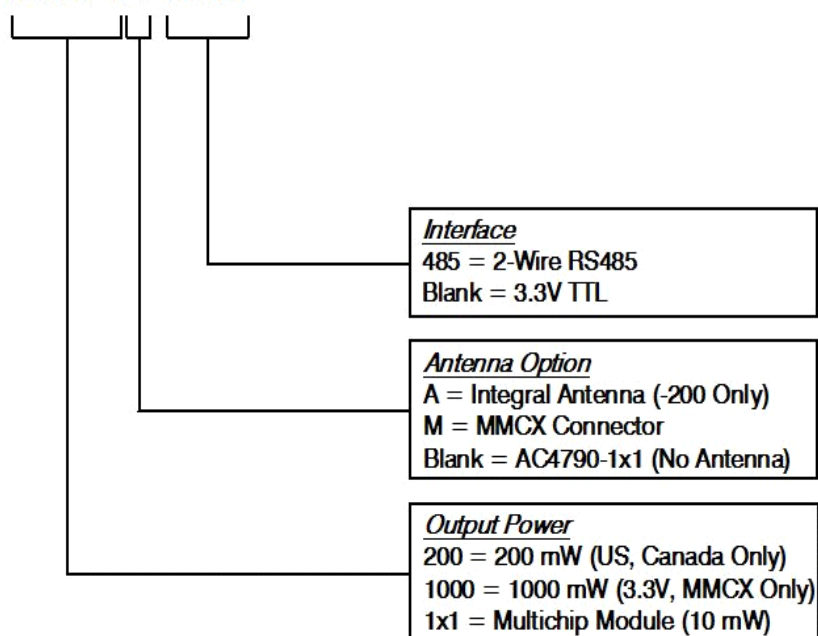 Interface
485 = 2-Wire RS485
Blank = 3.3V TTL
Antenna Option
A = Integral Antenna (-200 Only)
M = MMCX Connector
Blank = AC4790-1x1 (No Antenna)
Output Power
200 = 200 mW (US, Canada Only)
1000 = 1000 mW (3.3V, MMCX Only)
1x1 = Multichip Module (10 mW)